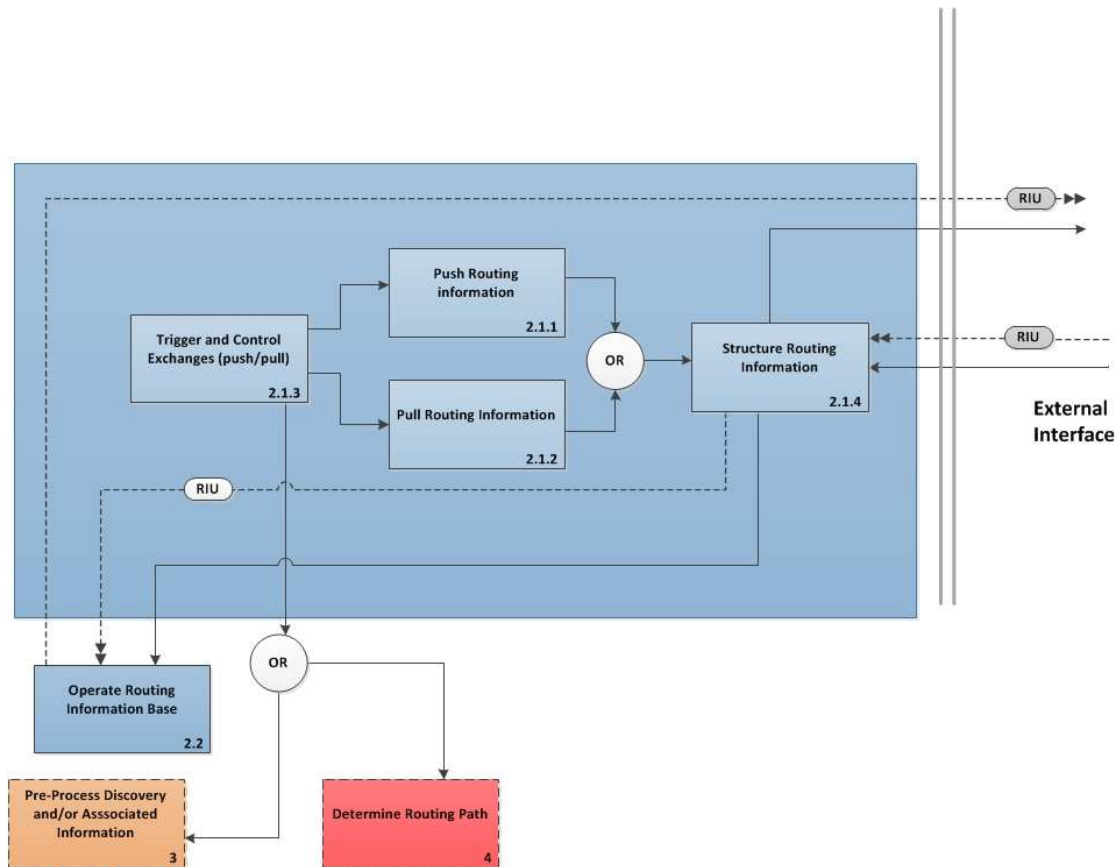 RIU
Push Routing
information
2.1.1
Trigger and Control
Exchanges (push/pull)
2.1.3
OR
Structure Routing
Information
2.1.4
RIU
Pull Routing Information
2.1.2
External
Interface
RIU
OR
Operate Routing
Information Base
2.2
Pre-Process Discovery
and/or Asssociated
Information
3
Determine Routing Path
4